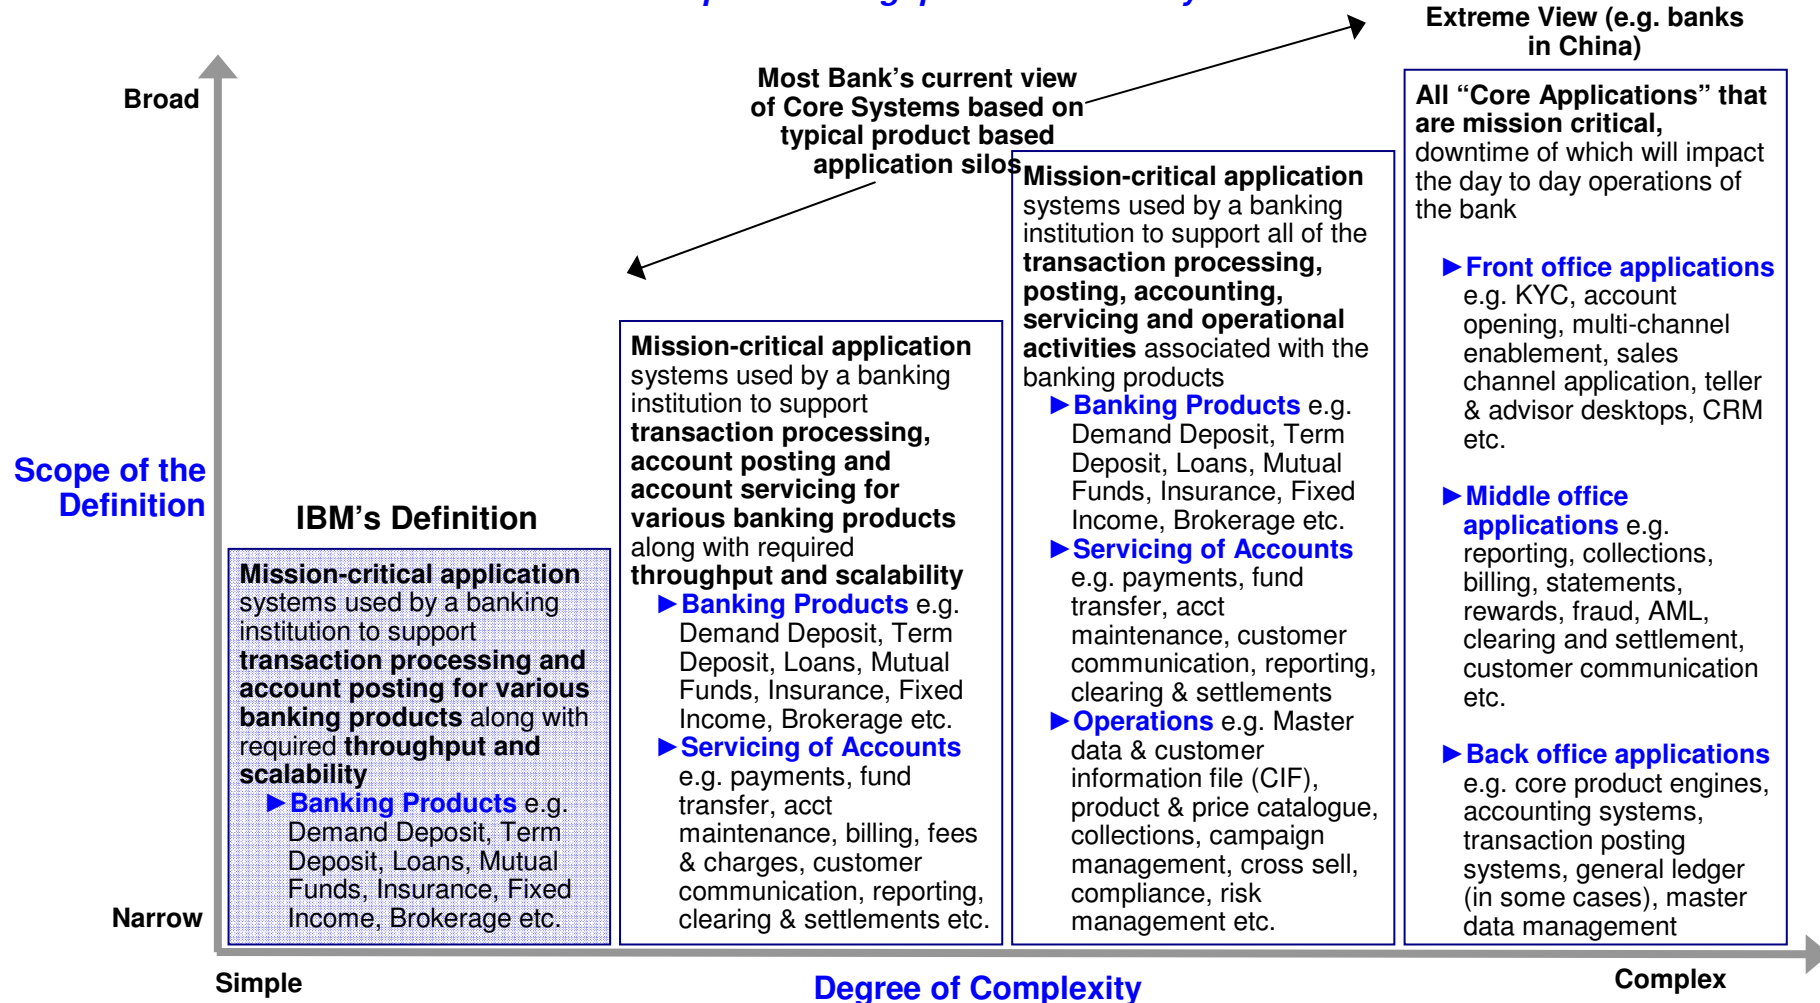 Extreme View (e.g. banks
in China)
Most Bank's current view
of Core Systems based on
typical product based
application silos
Broad
Scope of the
Definition
Narrow
IBM's Definition
Mission-critical application
systems used by a banking
institution to support
transaction processing and
account posting for various
banking products along with
required throughput and
scalability
►Banking Products e.g.
Demand Deposit, Term
Deposit, Loans, Mutual
Funds, Insurance, Fixed
Income, Brokerage etc.
Mission-critical application
systems used by a banking
institution to support
transaction processing,
account posting and
account servicing for
various banking products
along with required
throughput and scalability
►Banking Products e.g.
Demand Deposit, Term
Deposit, Loans, Mutual
Funds, Insurance, Fixed
Income, Brokerage etc.
►Servicing of Accounts
e.g. payments, fund
transfer, acct
maintenance, billing, fees
& charges, customer
communication, reporting,
clearing & settlements etc.
Mission-critical application
systems used by a banking
institution to support all of the
transaction processing,
posting, accounting,
servicing and operational
activities associated with the
banking products
►Banking Products e.g.
Demand Deposit, Term
Deposit, Loans, Mutual
Funds, Insurance, Fixed
Income, Brokerage etc.
►Servicing of Accounts
e.g. payments, fund
transfer, acct
maintenance, customer
communication, reporting,
clearing & settlements
►Operations e.g. Master
data & customer
information file (CIF),
product & price catalogue,
collections, campaign
management, cross sell,
compliance, risk
management etc.
All “Core Applications” that
are mission critical,
downtime of which will impact
the day to day operations of
the bank
►Front office applications
e.g. KYC, account
opening, multi-channel
enablement, sales
channel application, teller
& advisor desktops, CRM
etc.
►Middle office
applications e.g.
reporting, collections,
billing, statements,
rewards, fraud, AML,
clearing and settlement,
customer communication
etc.
►Back office applications
e.g. core product engines,
accounting systems,
transaction posting
systems, general ledger
(in some cases), master
data management
Simple
Degree of Complexity
Complex